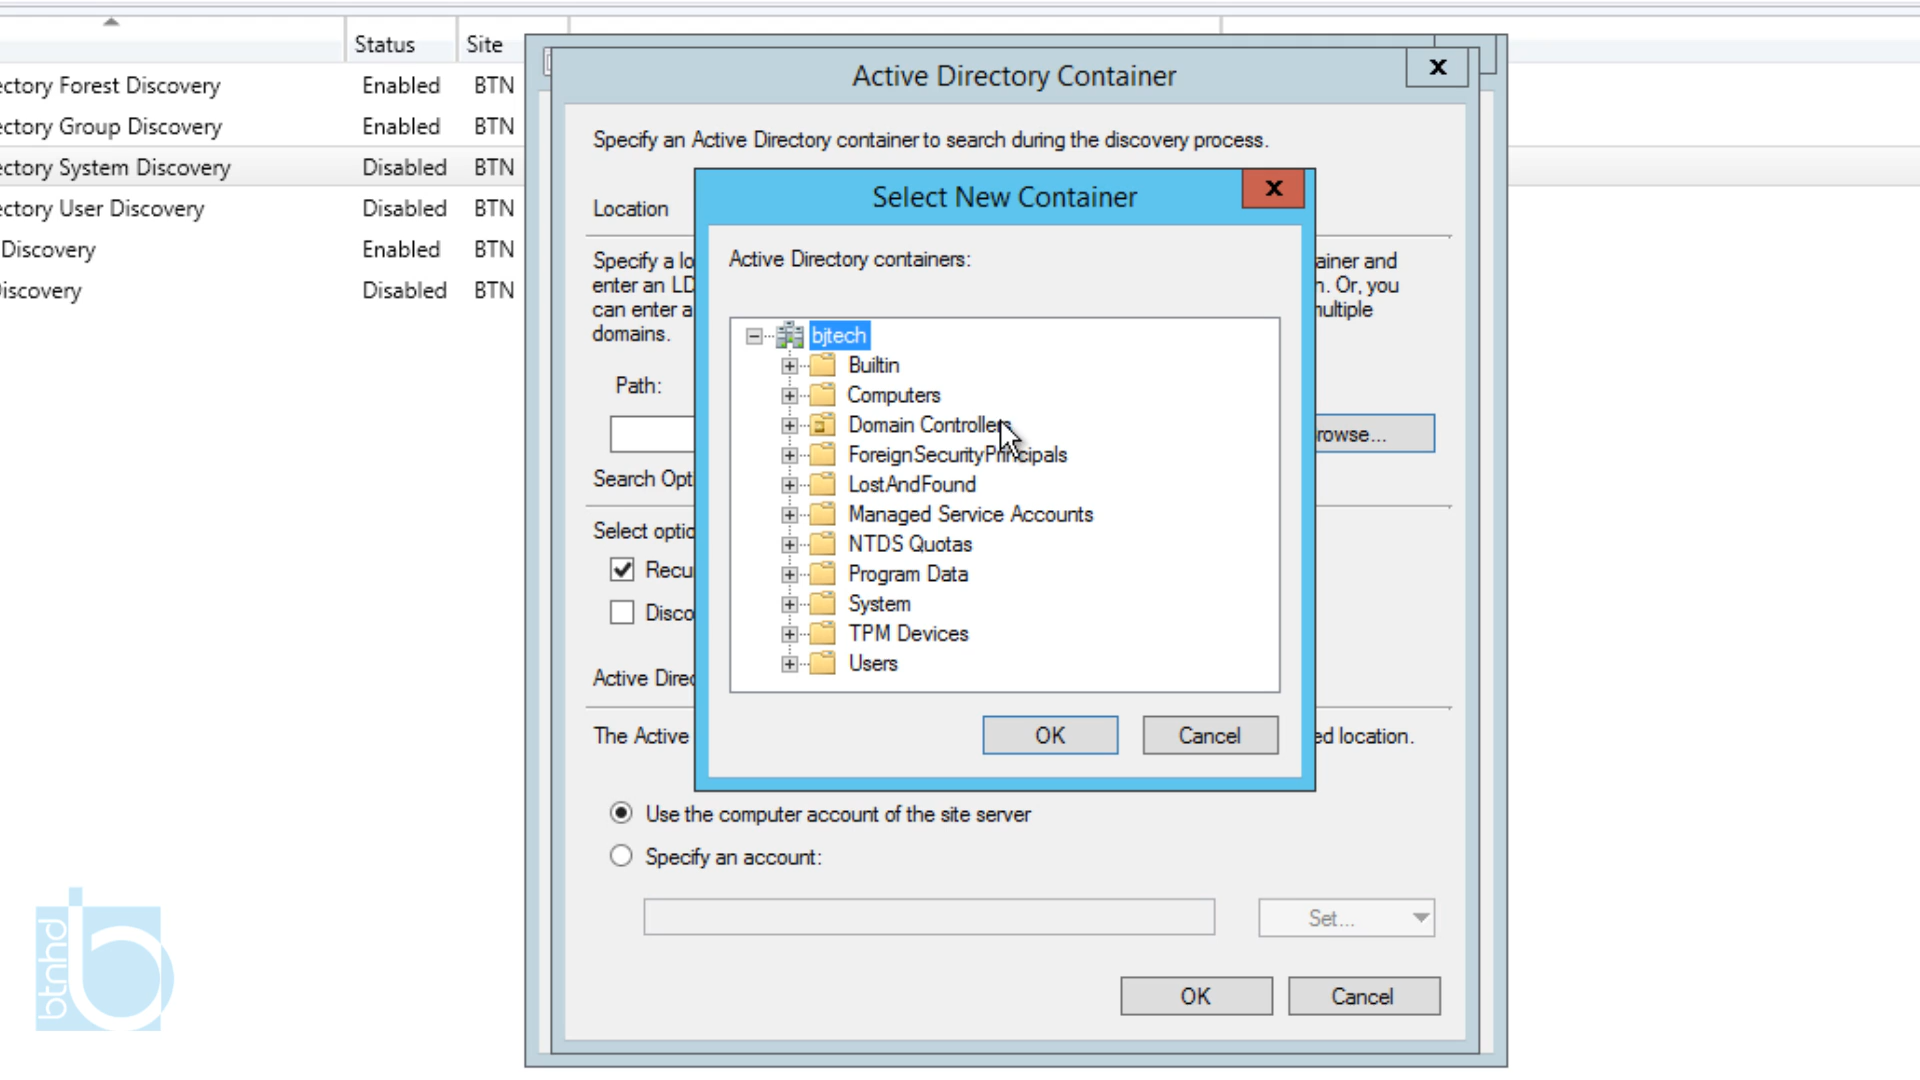 Status Site
ectory Forest Discovery Enabled BTN
ectory Group Discovery Enabled BTN
ectory System Discovery Disabled BTN
ectory User Discovery Disabled BTN
Discovery Enabled BTN
iscovery Disabled BTN
Active Directory Container
X
Specify an Active Directory container to search during the discovery process.
Location
Specify a lo ainer and
enter an LD n. Or, you
can enter a multiple
domains.
Path:
rowse...
Search Opti
Select optio
Recu
Disco
Active Direc
The Active ed location.
Use the computer account of the site server
Specify an account:
Set...
OK Cancel
Select New Container
X
Active Directory containers:
bjtech
Builtin
Computers
Domain Controllers
ForeignSecurityPrincipals
LostAndFound
Managed Service Accounts
NTDS Quotas
Program Data
System
TPM Devices
Users
OK Cancel
btnhd
b